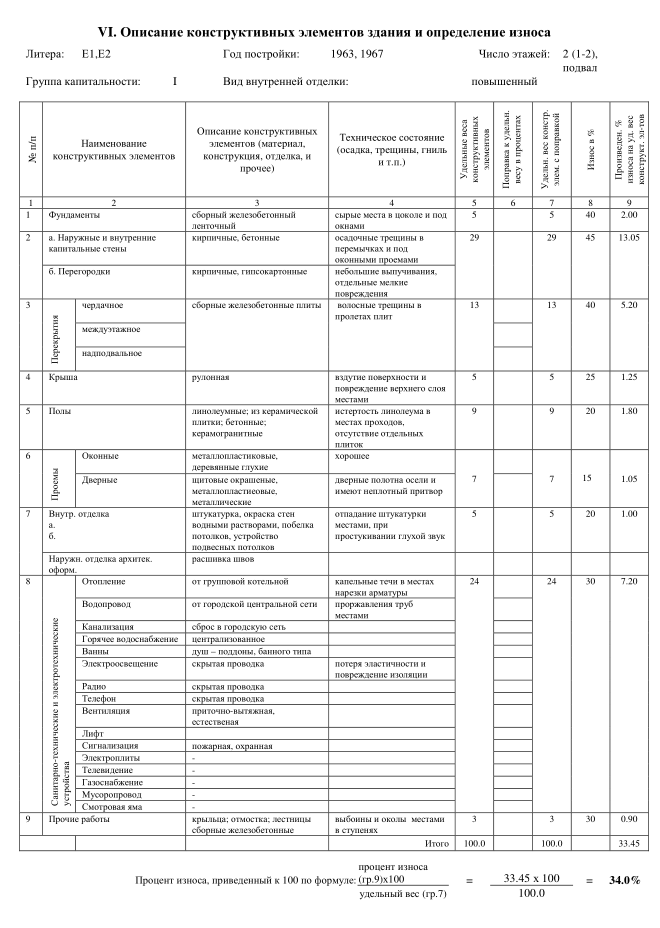 VI. Описание конструктивных элементов здания и определение износа
Литера: Е1,Е2 Год постройки: 1963, 1967 Число этажей: 2 (1-2),
подвал
Группа капитальности: I Вид внутренней отделки: повышенный
№ п/п
Наименование
конструктивных элементов
Описание конструктивных
элементов (материал,
конструкция, отделка, и
прочее)
Техническое состояние
(осадка, трещины, гниль
и т.п.)
Удельные веса
конструктивных
элементов
Поправка к удельн.
весу в процентах
Удельн. вес констр.
элем. с поправкой
Износ в %
Произведен. %
износа на уд. вес
конструкт. эл-тов
1 2 3 4 5 6 7 8 9
1 Фундаменты сборный железобетонный сырые места в цоколе и под 5 5 40 2.00
ленточный окнами
2 а. Наружные и внутренние кирпичные, бетонные осадочные трещины в 29 29 45 13.05
капитальные стены перемычках и под
оконными проемами
б. Перегородки кирпичные, гипсокартонные небольшие выпучивания,
отдельные мелкие
повреждения
3 Перекрытия чердачное сборные железобетонные плиты волосные трещины в 13 13 40 5.20
междуэтажное пролетах плит
надподвальное
4 Крыша рулонная вздутие поверхности и 5 5 25 1.25
повреждение верхнего слоя
местами
5 Полы линолеумные; из керамической истертость линолеума в 9 9 20 1.80
плитки; бетонные; местах проходов,
керамогранитные отсутствие отдельных
плиток
6 Проемы Оконные металлопластиковые, хорошее
деревянные глухие
Дверные щитовые окрашеные, дверные полотна осели и 7 7 15 1.05
металлопластиеовые, имеют неплотный притвор
металлические
7 Внутр. отделка штукатурка, окраска стен отпадание штукатурки 5 5 20 1.00
а. водными растворами, побелка местами, при
б. потолков, устройство простукивании глухой звук
подвесных потолков
Наружн. отделка архитек. расшивка швов
оформ.
8 Санитарно-технические и электротехнические
устройства
Отопление от групповой котельной капельные течи в местах 24 24 30 7.20
нарезки арматуры
Водопровод от городской центральной сети проржавления труб
местами
Канализация сброс в городскую сеть
Горячее водоснабжение централизованное
Ванны душ – поддоны, банного типа
Электроосвещение скрытая проводка потеря эластичности и
повреждение изоляции
Радио скрытая проводка
Телефон скрытая проводка
Вентиляция приточно-вытяжная,
естественая
Лифт
Сигнализация пожарная, охранная
Электроплиты -
Телевидение -
Газоснабжение -
Мусоропровод -
Смотровая яма -
9 Прочие работы крыльца; отмостка; лестницы выбоины и околы местами 3 3 30 0.90
сборные железобетонные в ступенях
Итого 100.0 100.0 33.45
процент износа
Процент износа, приведенный к 100 по формуле: (гр.9)x100 = 33.45 x 100 = 34.0%
удельный вес (гр.7) 100.0